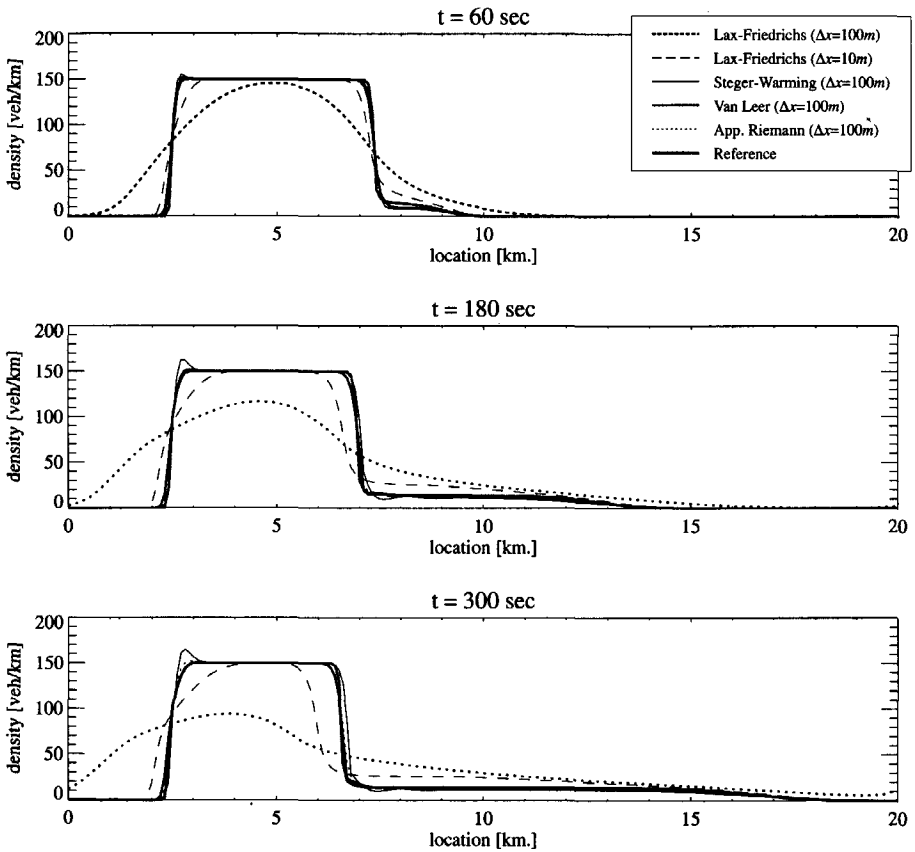 t = 60 sec
200
150
100
50
0
density [veh/km]
0 5 10 15 20
location [km.]
Lax-Friedrichs (Δx=100m)
Lax-Friedrichs (Δx=10m)
Steger-Warming (Δx=100m)
Van Leer (Δx=100m)
App. Riemann (Δx=100m)
Reference
t = 180 sec
200
150
100
50
0
density [veh/km]
0 5 10 15 20
location [km.]
t = 300 sec
200
150
100
50
0
density [veh/km]
0 5 10 15 20
location [km.]